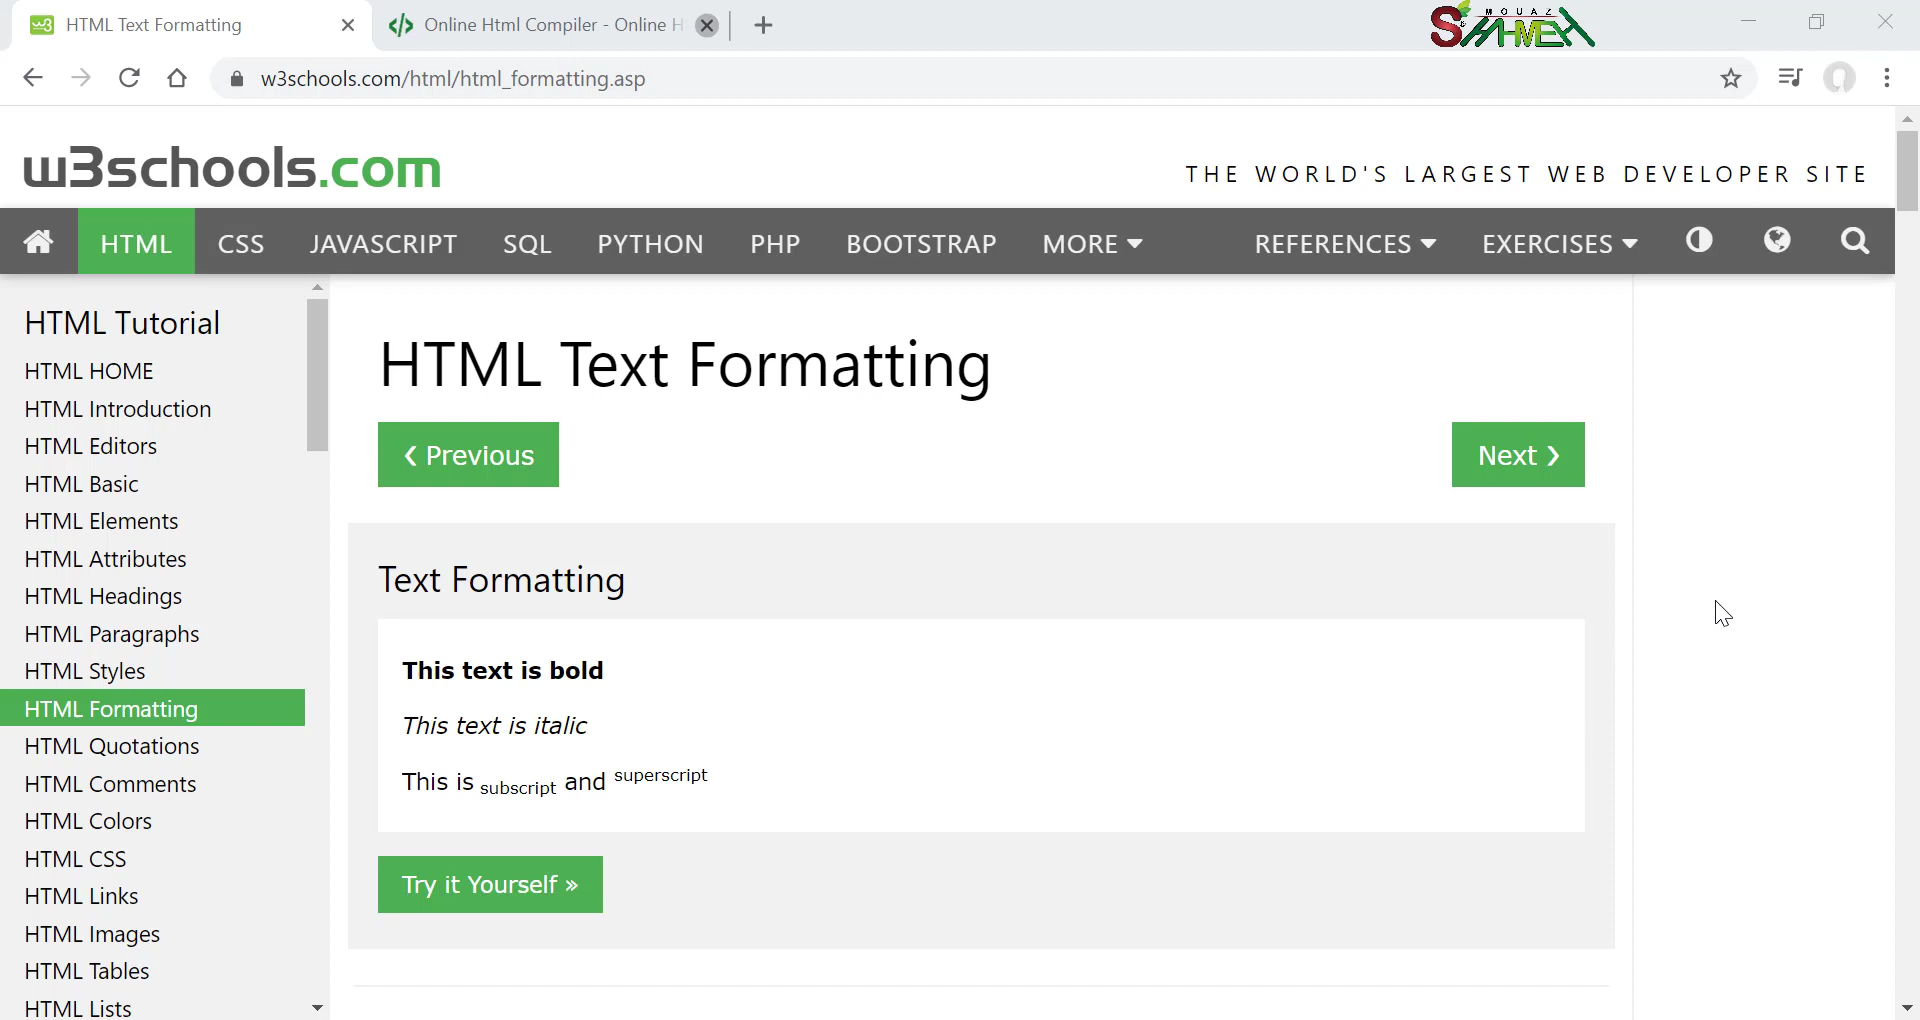 HTML Text Formatting
Online Html Compiler - Online H
MOUAZ
S&HAHMEX
w3schools.com/html/html_formatting.asp
w3schools.com
THE WORLD'S LARGEST WEB DEVELOPER SITE
HTML CSS JAVASCRIPT SQL PYTHON PHP BOOTSTRAP MORE REFERENCES EXERCISES
HTML Tutorial
HTML HOME
HTML Introduction
HTML Editors
HTML Basic
HTML Elements
HTML Attributes
HTML Headings
HTML Paragraphs
HTML Styles
HTML Formatting
HTML Quotations
HTML Comments
HTML Colors
HTML CSS
HTML Links
HTML Images
HTML Tables
HTML Lists
HTML Text Formatting
❮ Previous
Next ❯
Text Formatting
This text is bold
This text is italic
This is subscript and superscript
Try it Yourself »